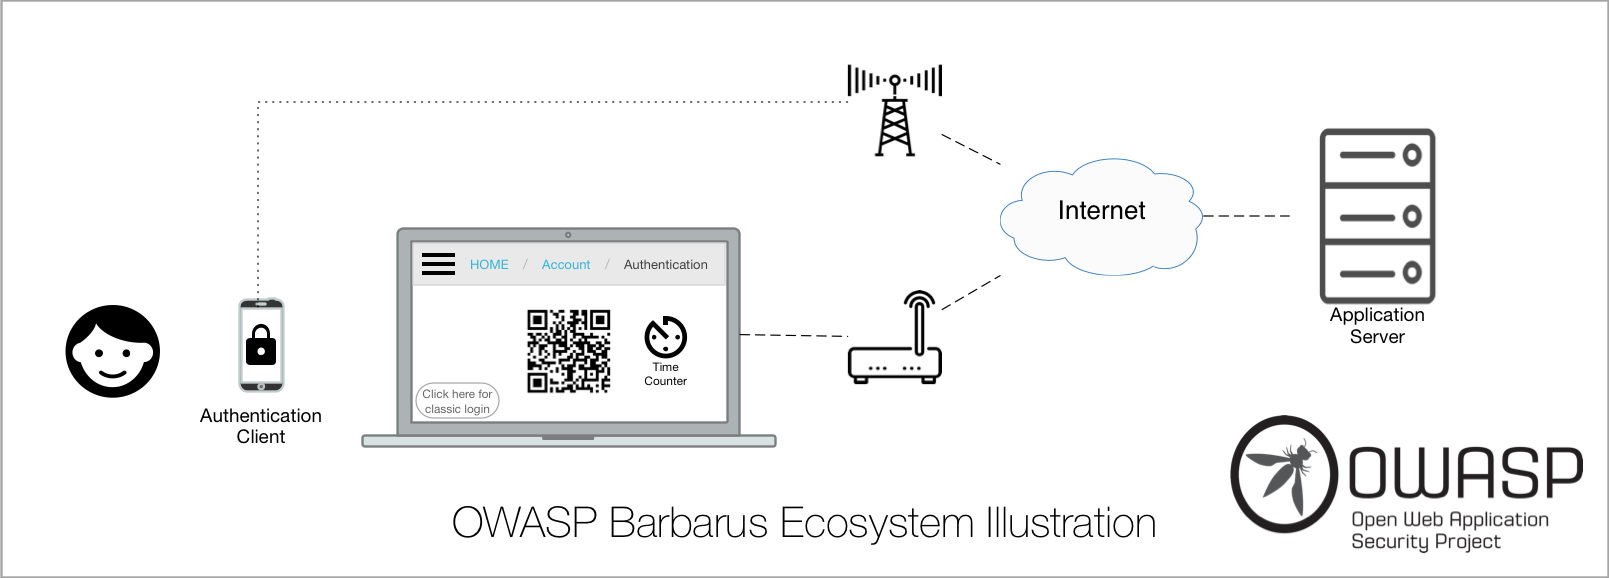 Internet
Application
Server
HOME / Account / Authentication
Time
Counter
Click here for
classic login
Authentication
Client
OWASP
Open Web Application
Security Project
OWASP Barbarus Ecosystem Illustration